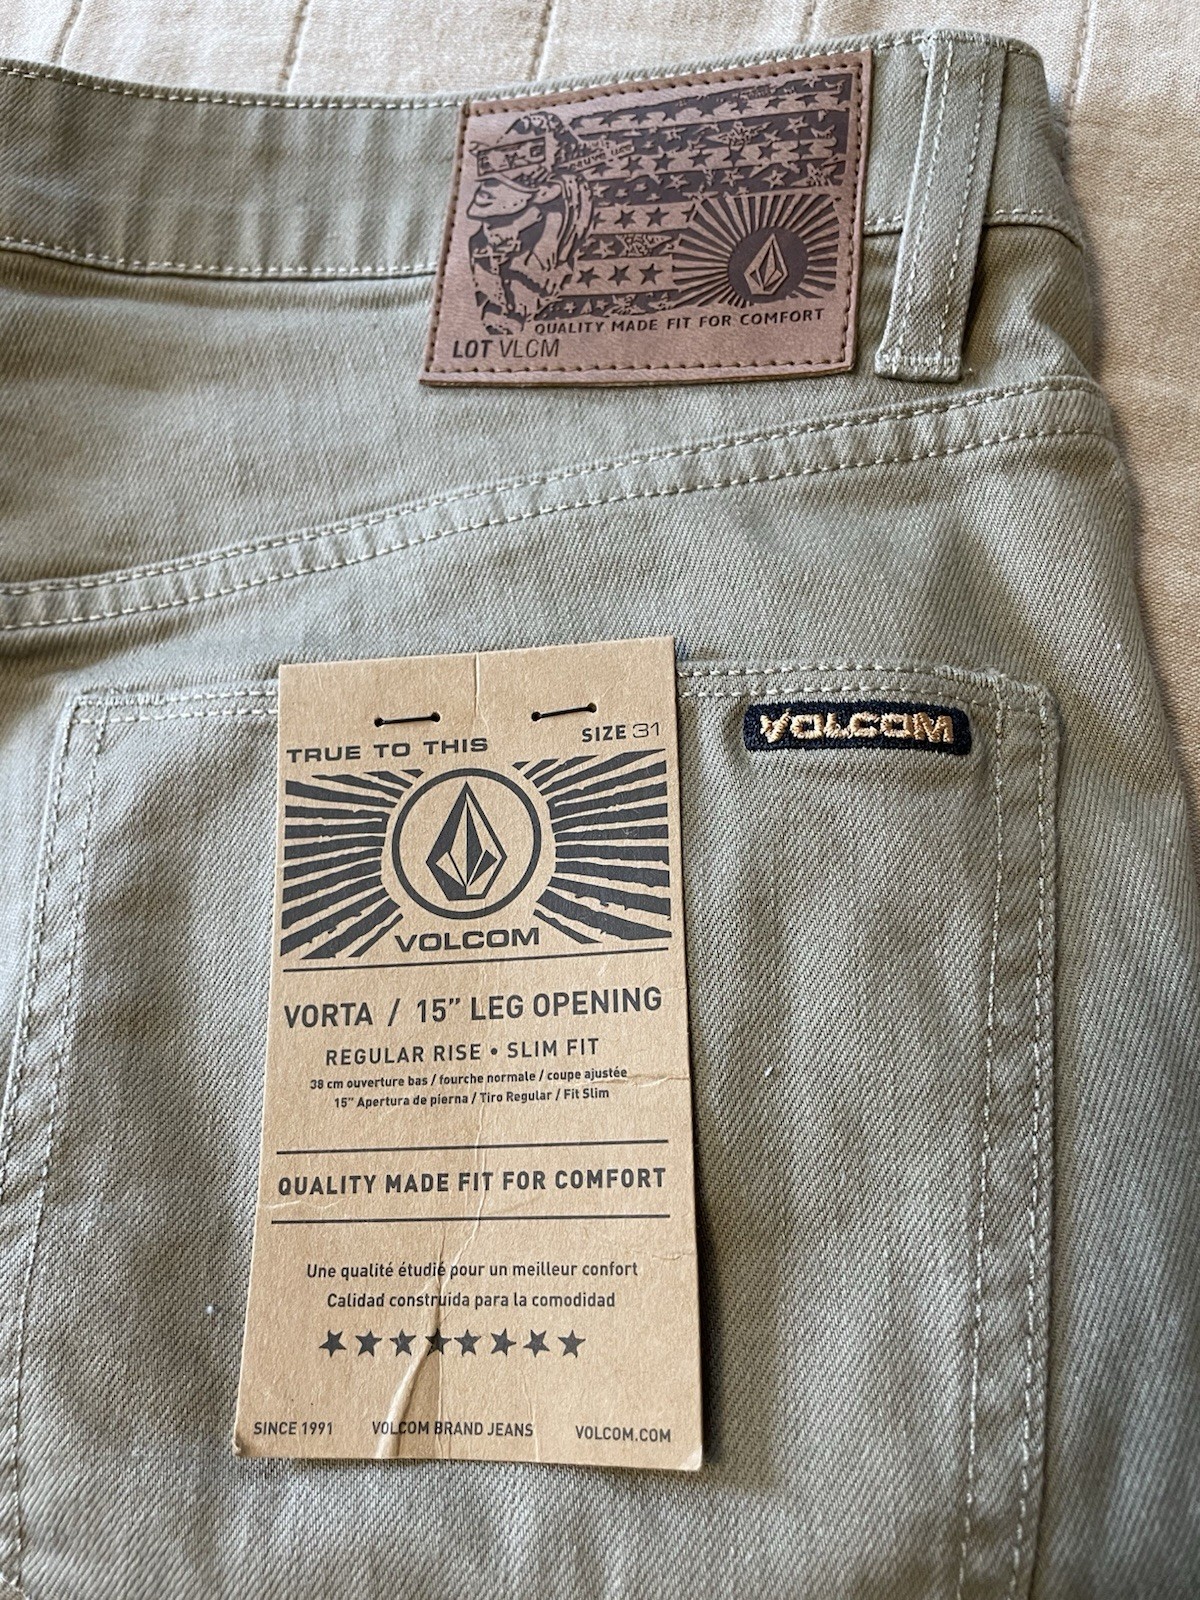 QUALITY MADE FIT FOR COMFORT
LOT VLCM
VOLCOM
SIZE 31
TRUE TO THIS
VOLCOM
VORTA / 15” LEG OPENING
REGULAR RISE • SLIM FIT
38 cm ouverture bas / fourche normale / coupe ajustée
15” Apertura de pierna / Tiro Regular / Fit Slim
QUALITY MADE FIT FOR COMFORT
Une qualité étudié pour un meilleur confort
Calidad construida para la comodidad
SINCE 1991 VOLCOM BRAND JEANS VOLCOM.COM